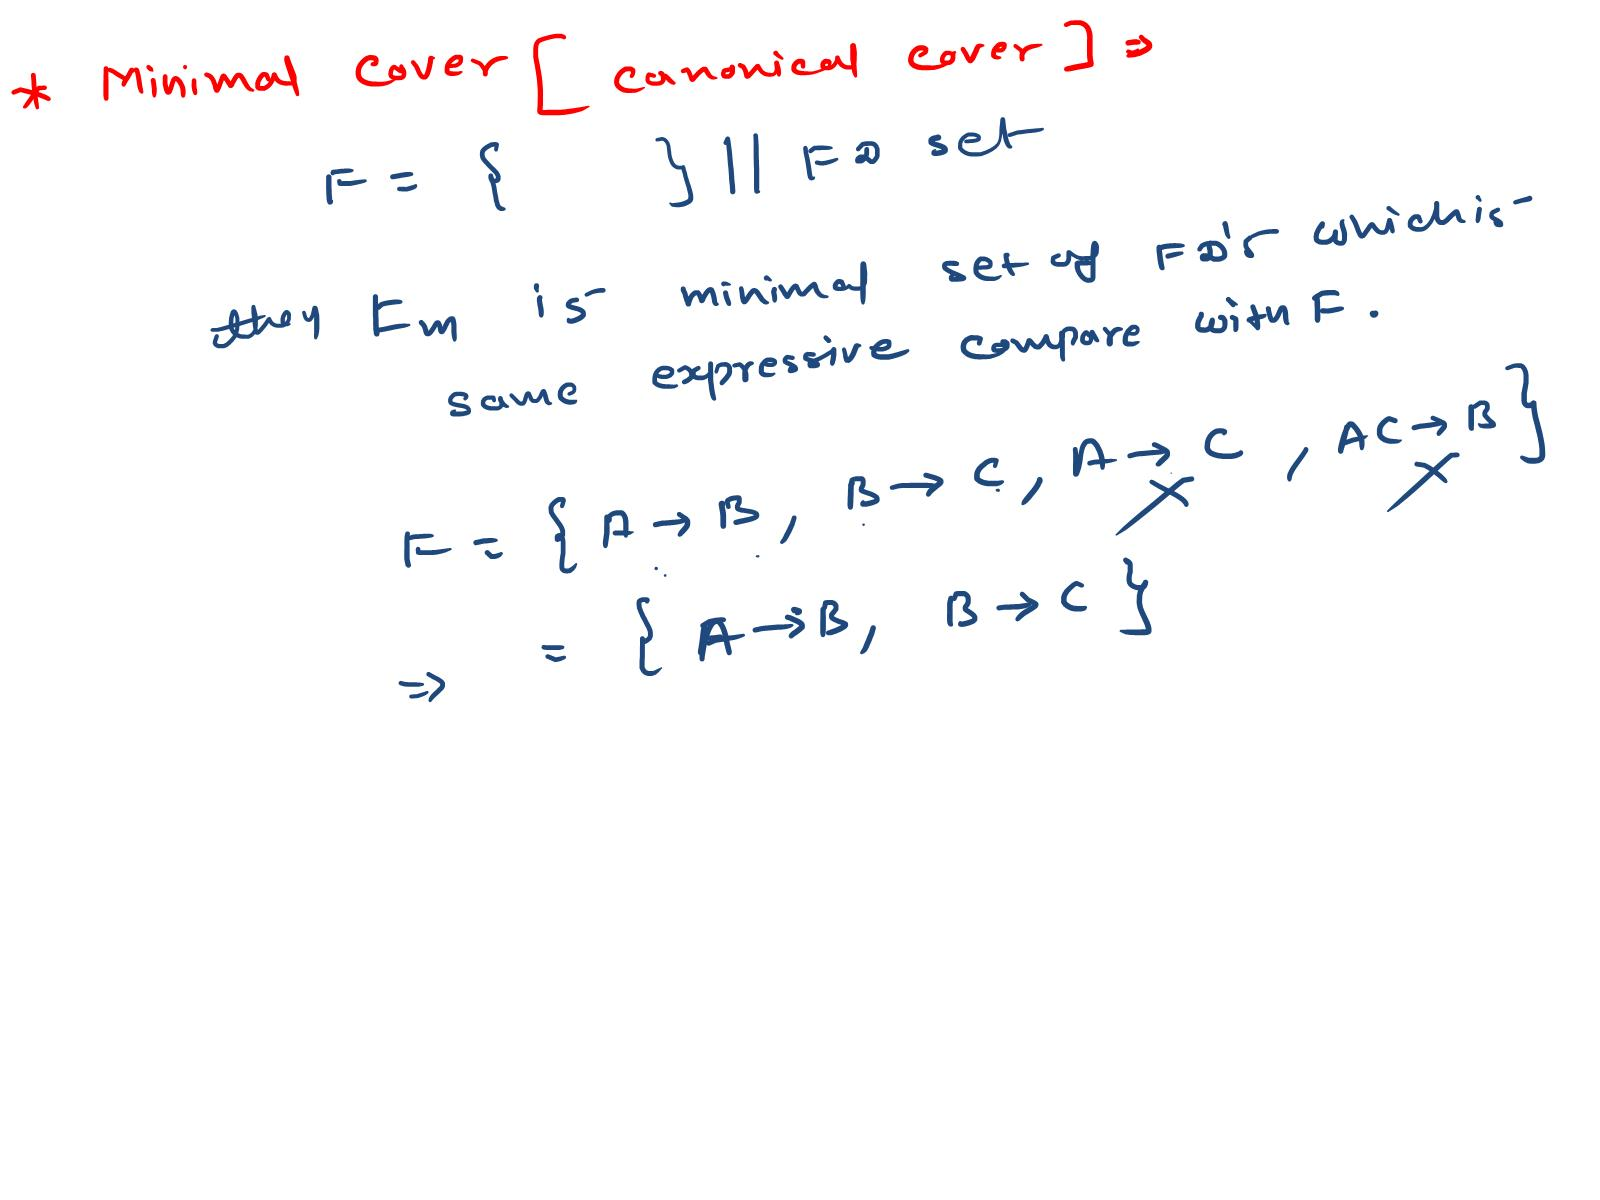 * Minimal cover [ canonical cover ] ⇒
F = { } || FD set
then Fm is minimal set of FD's which is
same expressive compare with F.
F = { A → B , B → C , A → C , AC → B }
⇒ = { A → B , B → C }